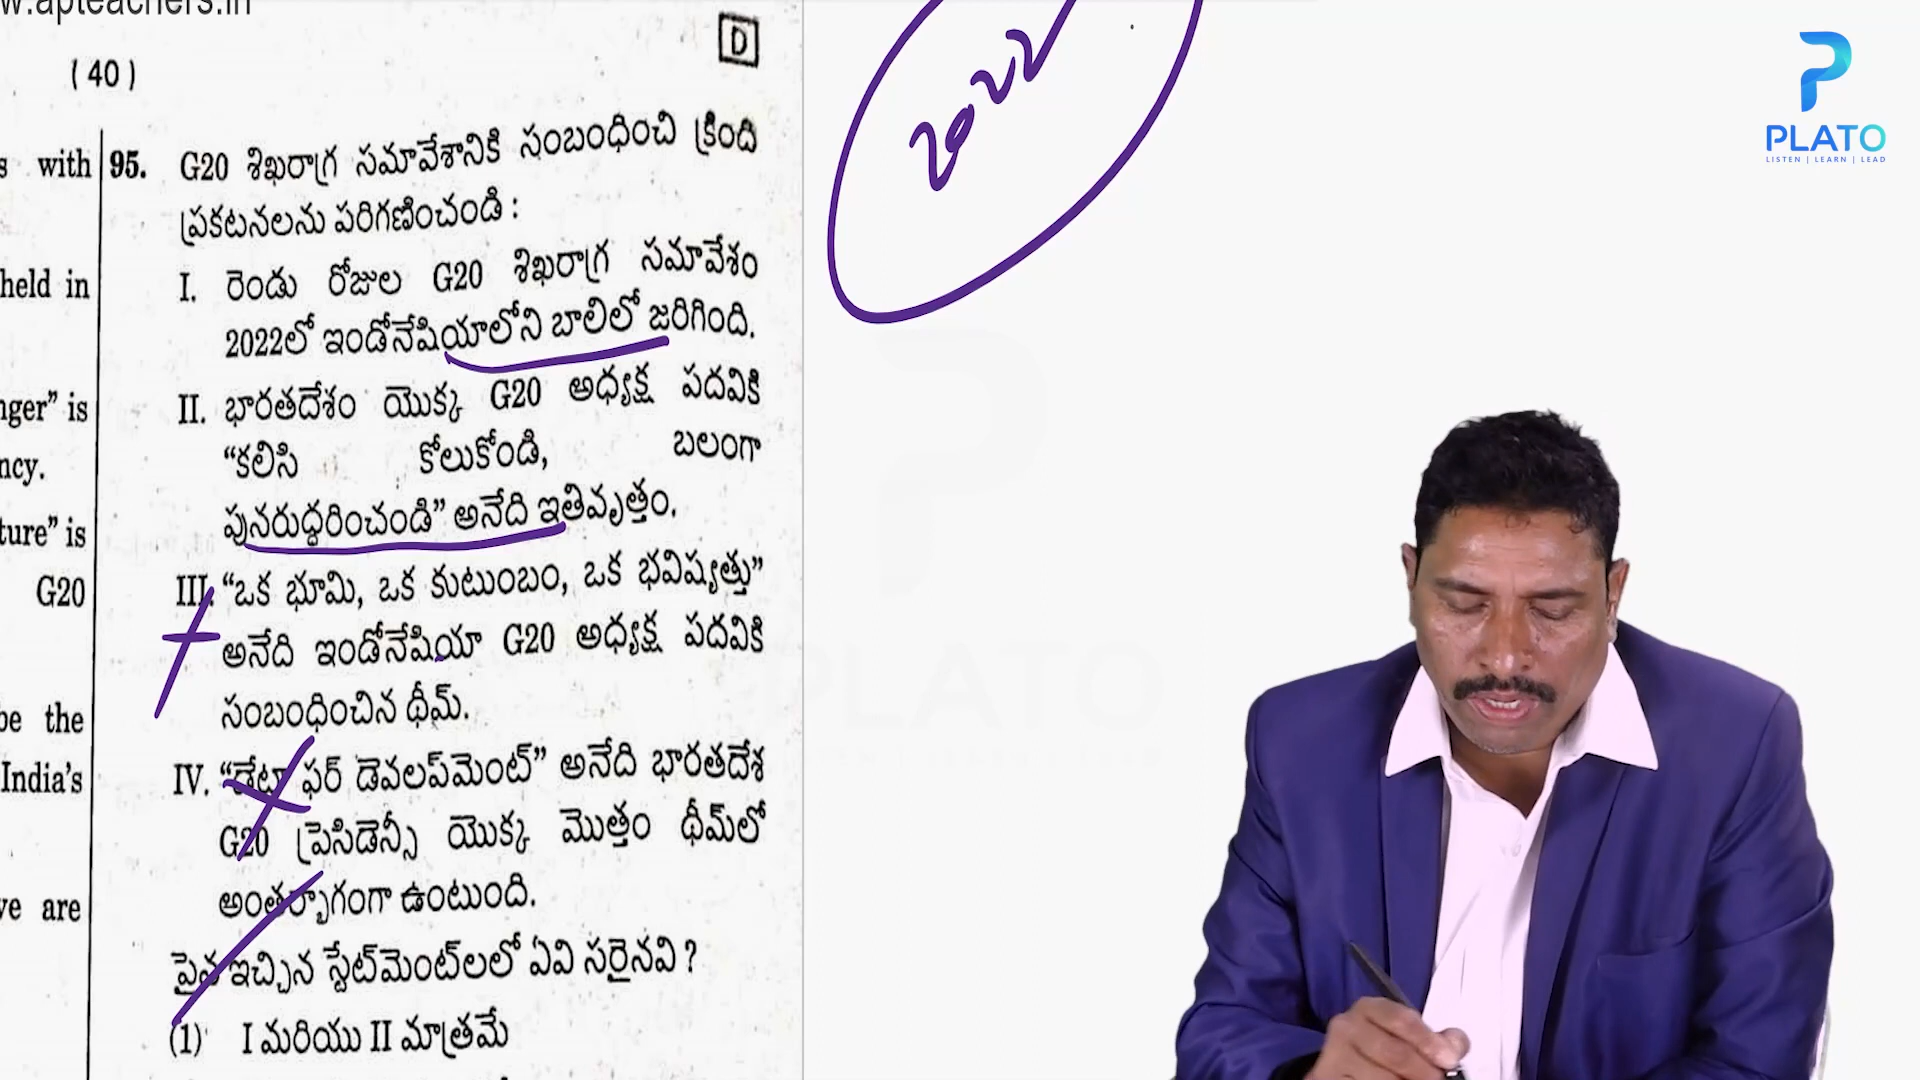 w.apteachers.in
D
(40)
s with
held in
nger" is
ncy.
ture" is
G20
be the
India's
ve are
95. G20 శిఖరాగ్ర సమావేశానికి సంబంధించి క్రింది
ప్రకటనలను పరిగణించండి :
I. రెండు రోజుల G20 శిఖరాగ్ర సమావేశం
2022లో ఇండోనేషియాలోని బాలిలో జరిగింది.
II. భారతదేశం యొక్క G20 అధ్యక్ష పదవికి
"కలిసి కోలుకోండి, బలంగా
పునరుద్ధరించండి" అనేది ఇతివృత్తం.
III. "ఒక భూమి, ఒక కుటుంబం, ఒక భవిష్యత్తు"
అనేది ఇండోనేషియా G20 అధ్యక్ష పదవికి
సంబంధించిన థీమ్.
IV. "డేటా ఫర్ డెవలప్‌మెంట్" అనేది భారతదేశ
G20 ప్రెసిడెన్సీ యొక్క మొత్తం థీమ్‌లో
అంతర్భాగంగా ఉంటుంది.
పైన ఇచ్చిన స్టేట్‌మెంట్‌లలో ఏవి సరైనవి ?
(1) I మరియు II మాత్రమే
2022
PLATO
LISTEN | LEARN | LEAD
PLATO